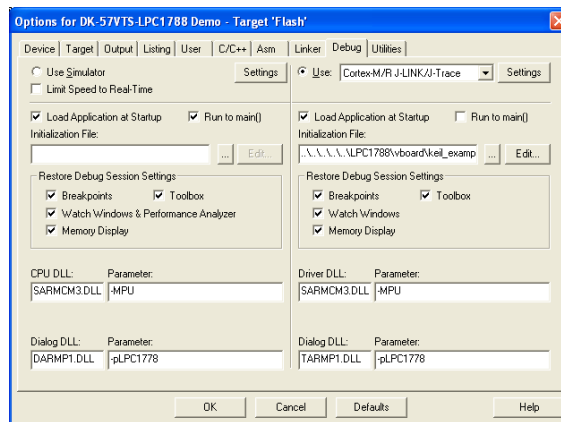 Options for DK-57VTS-LPC1788 Demo - Target 'Flash'
Device Target Output Listing User C/C++ Asm Linker Debug Utilities
Use Simulator Settings
Limit Speed to Real-Time
Use: Cortex-M/R J-LINK/J-Trace Settings
Load Application at Startup Run to main()
Initialization File:
... Edit...
Load Application at Startup Run to main()
Initialization File:
..\..\..\..\..\LPC1788\vboard\keil_examp ... Edit...
Restore Debug Session Settings
Breakpoints Toolbox
Watch Windows & Performance Analyzer
Memory Display
Restore Debug Session Settings
Breakpoints Toolbox
Watch Windows
Memory Display
CPU DLL: Parameter:
SARMCM3.DLL -MPU
Driver DLL: Parameter:
SARMCM3.DLL -MPU
Dialog DLL: Parameter:
DARMP1.DLL -pLPC1778
Dialog DLL: Parameter:
TARMP1.DLL -pLPC1778
OK Cancel Defaults Help